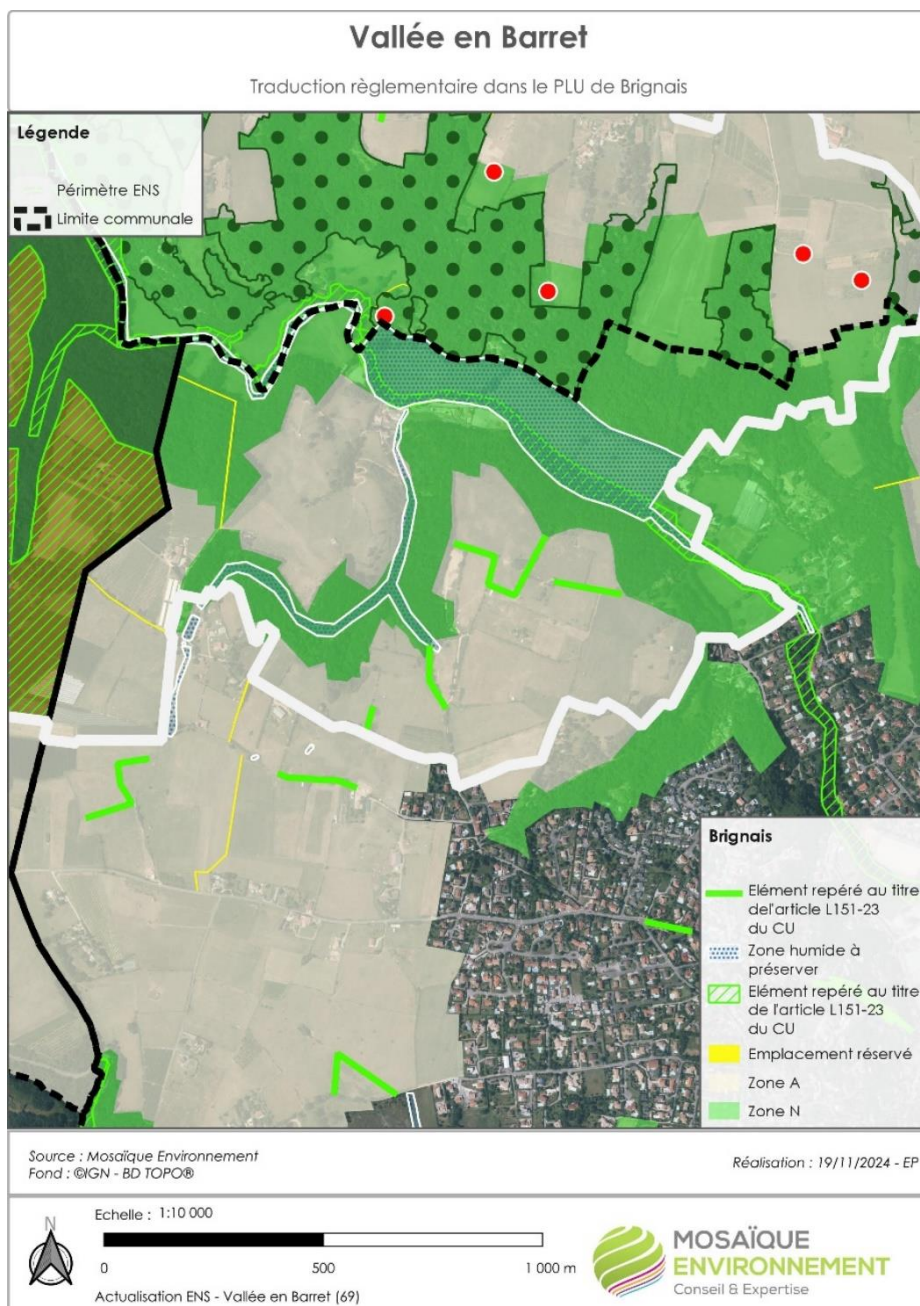 Vallée en Barret
Traduction règlementaire dans le PLU de Brignais
Légende
Périmètre ENS
Limite communale
Brignais
Elément repéré au titre
del'article L151-23
du CU
Zone humide à
préserver
Elément repéré au titre
de l'article L151-23
du CU
Emplacement réservé
Zone A
Zone N
Source : Mosaïque Environnement
Fond : ©IGN - BD TOPO®
Réalisation : 19/11/2024 - EP
N
Echelle : 1:10 000
0 500 1 000 m
Actualisation ENS - Vallée en Barret (69)
MOSAÏQUE
ENVIRONNEMENT
Conseil & Expertise